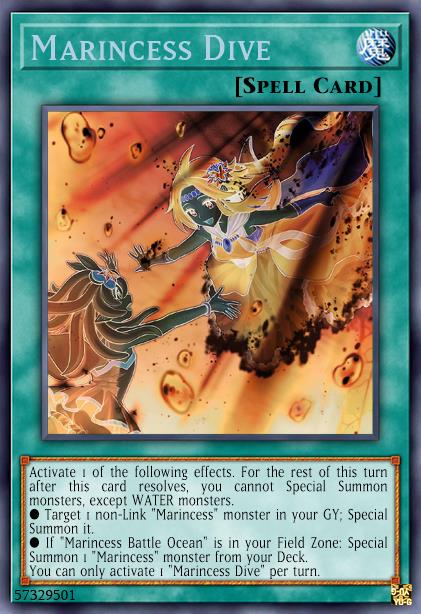 Marincess Dive
魔
[Spell Card]
Activate 1 of the following effects. For the rest of this turn
after this card resolves, you cannot Special Summon
monsters, except WATER monsters.
● Target 1 non-Link "Marincess" monster in your GY; Special
Summon it.
● If "Marincess Battle Ocean" is in your Field Zone: Special
Summon 1 "Marincess" monster from your Deck.
You can only activate 1 "Marincess Dive" per turn.
57329501